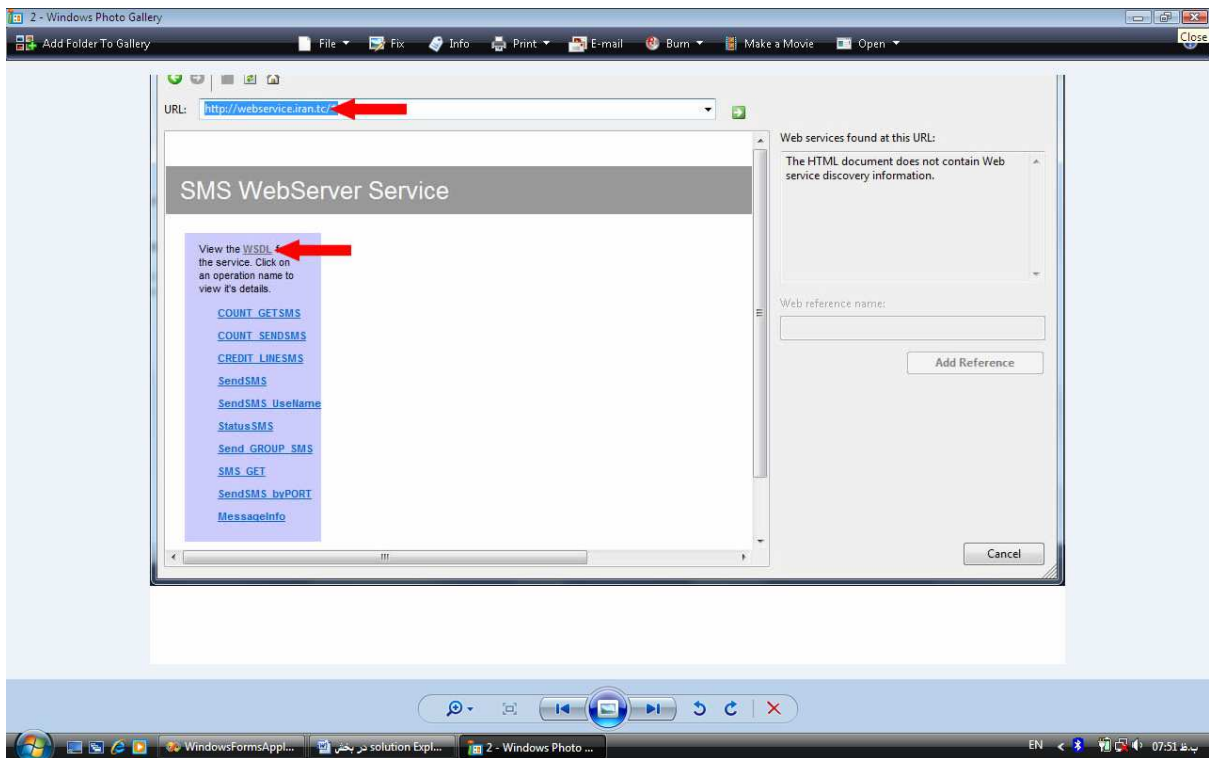 2 - Windows Photo Gallery
Add Folder To Gallery File Fix Info Print E-mail Burn Make a Movie Open
Close
URL: http://webservice.iran.tc/
Web services found at this URL:
The HTML document does not contain Web
service discovery information.
SMS WebServer Service
View the WSDL
the service. Click on
an operation name to
view it's details.
COUNT_GETSMS
COUNT_SENDSMS
CREDIT_LINESMS
SendSMS
SendSMS_UseName
StatusSMS
Send_GROUP_SMS
SMS_GET
SendSMS_byPORT
MessageInfo
Web reference name:
Add Reference
Cancel
WindowsFormsAppl... در بخش solution Expl... 2 - Windows Photo ... EN 07:51 ب.ظ